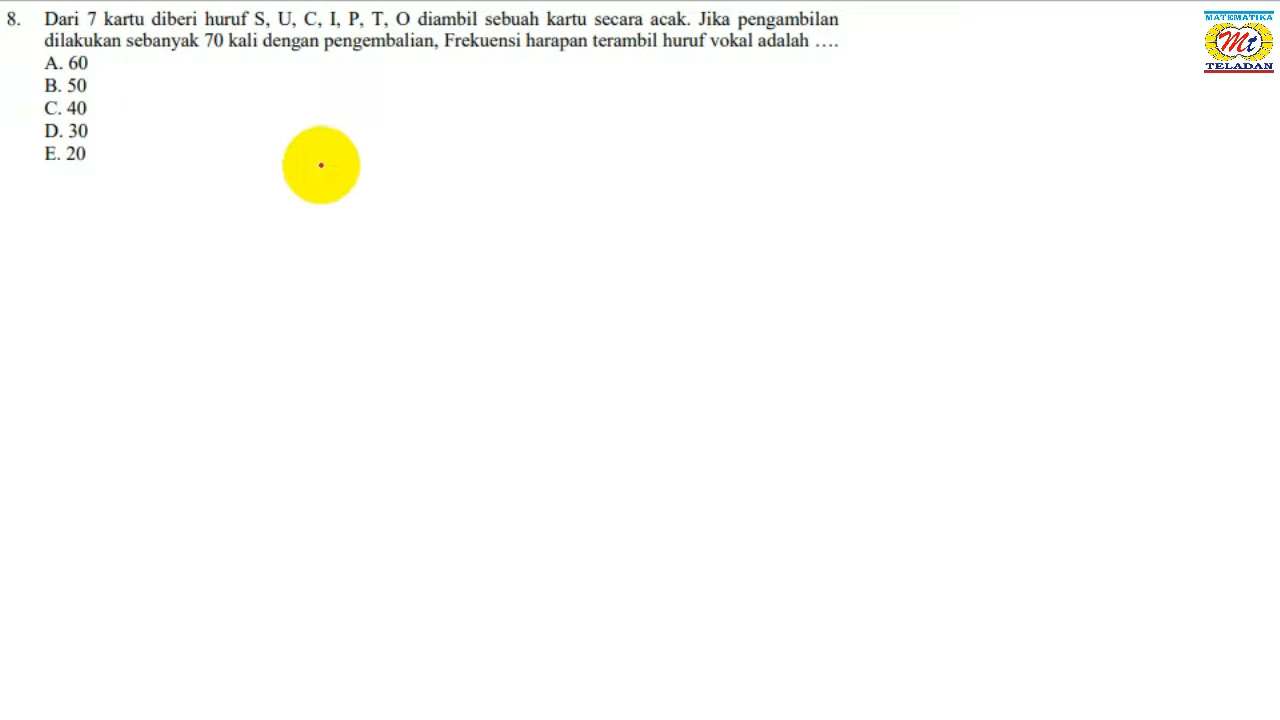 8. Dari 7 kartu diberi huruf S, U, C, I, P, T, O diambil sebuah kartu secara acak. Jika pengambilan
dilakukan sebanyak 70 kali dengan pengembalian, Frekuensi harapan terambil huruf vokal adalah ….
A. 60
B. 50
C. 40
D. 30
E. 20
MATEMATIKA
Mt
TELADAN